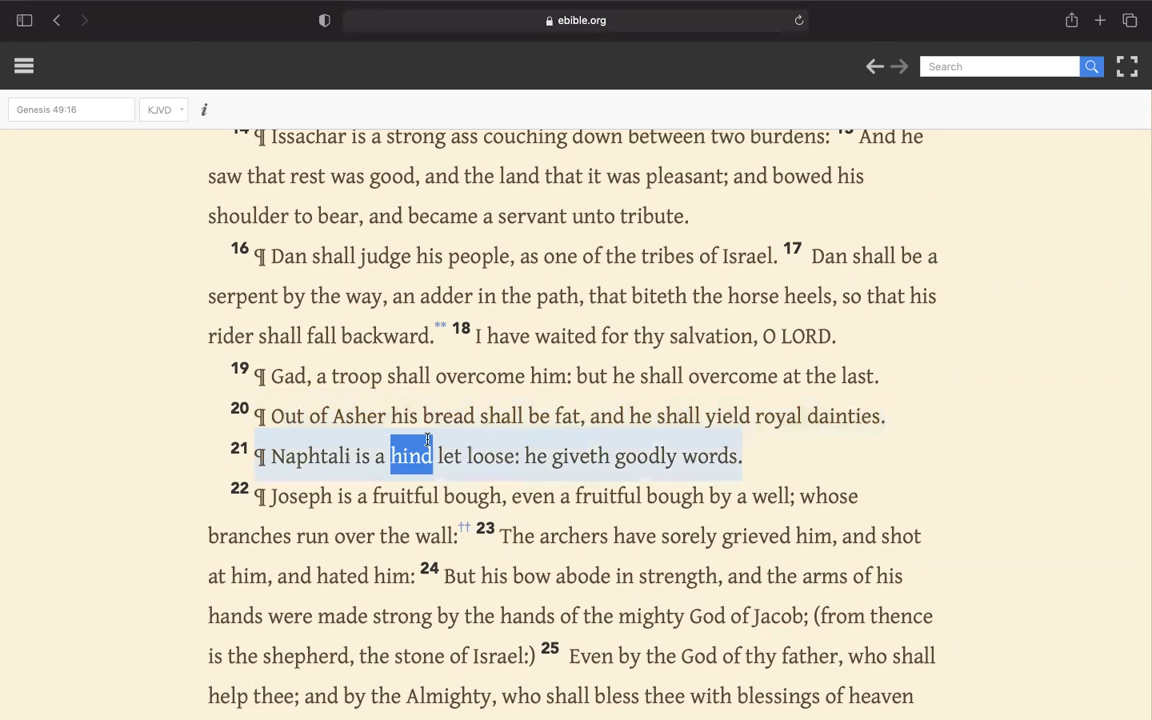 ebible.org
Search
Genesis 49:16 KJVD i
14 ¶ Issachar is a strong ass couching down between two burdens: 15 And he
saw that rest was good, and the land that it was pleasant; and bowed his
shoulder to bear, and became a servant unto tribute.
16 ¶ Dan shall judge his people, as one of the tribes of Israel. 17 Dan shall be a
serpent by the way, an adder in the path, that biteth the horse heels, so that his
rider shall fall backward.** 18 I have waited for thy salvation, O LORD.
19 ¶ Gad, a troop shall overcome him: but he shall overcome at the last.
20 ¶ Out of Asher his bread shall be fat, and he shall yield royal dainties.
21 ¶ Naphtali is a hind let loose: he giveth goodly words.
22 ¶ Joseph is a fruitful bough, even a fruitful bough by a well; whose
branches run over the wall:†† 23 The archers have sorely grieved him, and shot
at him, and hated him: 24 But his bow abode in strength, and the arms of his
hands were made strong by the hands of the mighty God of Jacob; (from thence
is the shepherd, the stone of Israel:) 25 Even by the God of thy father, who shall
help thee; and by the Almighty, who shall bless thee with blessings of heaven